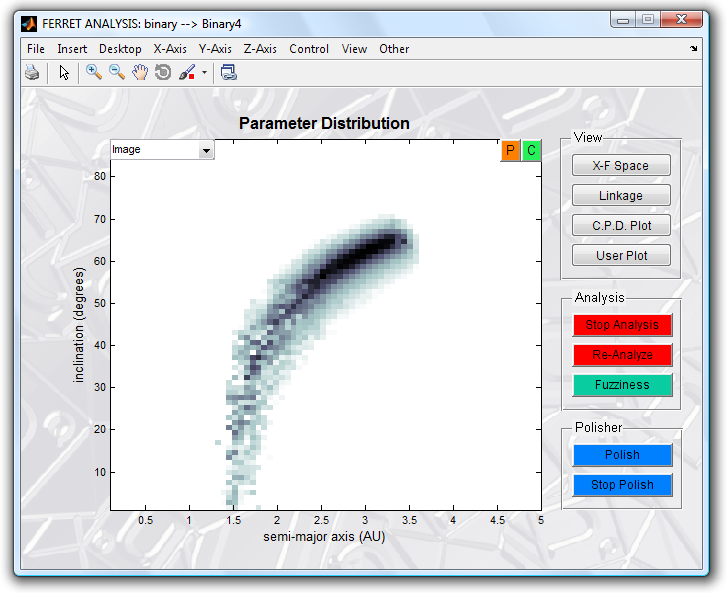 FERRET ANALYSIS: binary --> Binary4
File Insert Desktop X-Axis Y-Axis Z-Axis Control View Other
Parameter Distribution
Image
P C
80
70
60
50
40
30
20
10
inclination (degrees)
0.5 1 1.5 2 2.5 3 3.5 4 4.5 5
semi-major axis (AU)
View
X-F Space
Linkage
C.P.D. Plot
User Plot
Analysis
Stop Analysis
Re-Analyze
Fuzziness
Polisher
Polish
Stop Polish